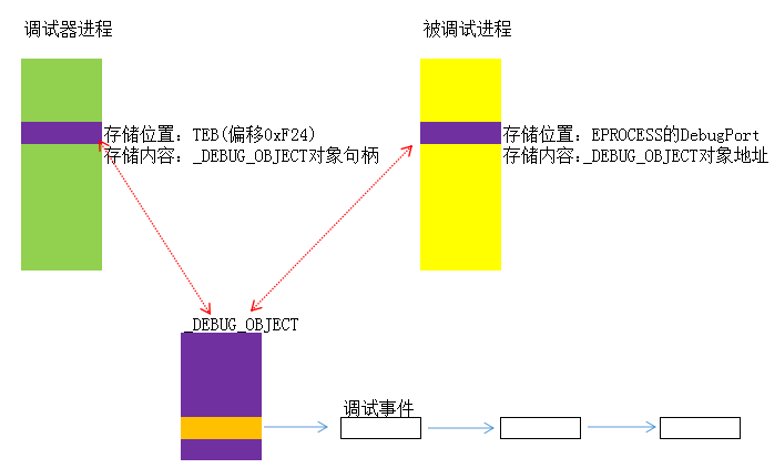 调试器进程
被调试进程
存储位置：TEB(偏移0xF24)
存储内容：_DEBUG_OBJECT对象句柄
存储位置：EPROCESS的DebugPort
存储内容：_DEBUG_OBJECT对象地址
_DEBUG_OBJECT
调试事件